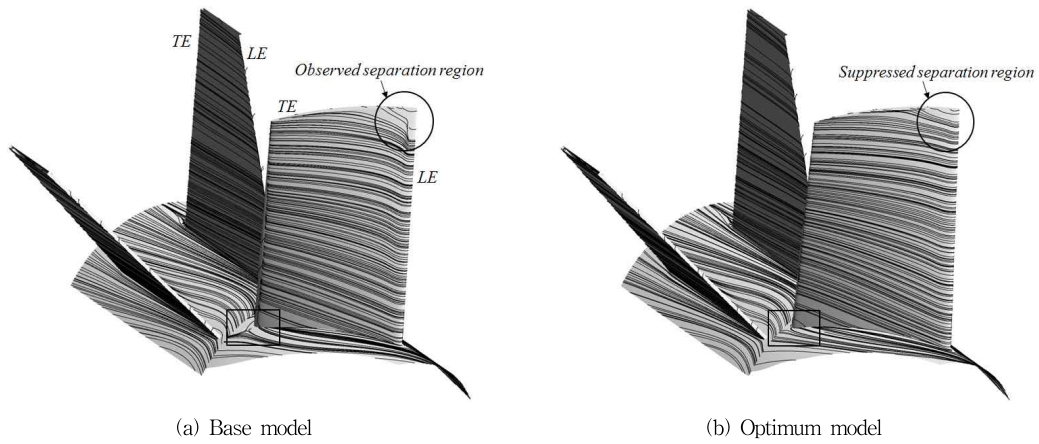 TE
LE
Observed separation region
TE
LE
(a) Base model
Suppressed separation region
(b) Optimum model